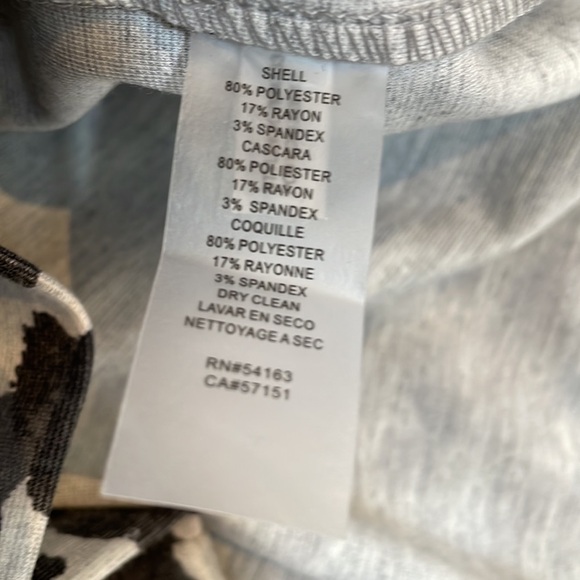 SHELL
80% POLYESTER
17% RAYON
3% SPANDEX
CASCARA
80% POLIESTER
17% RAYON
3% SPANDEX
COQUILLE
80% POLYESTER
17% RAYONNE
3% SPANDEX
DRY CLEAN
LAVAR EN SECO
NETTOYAGE A SEC
RN#54163
CA#57151